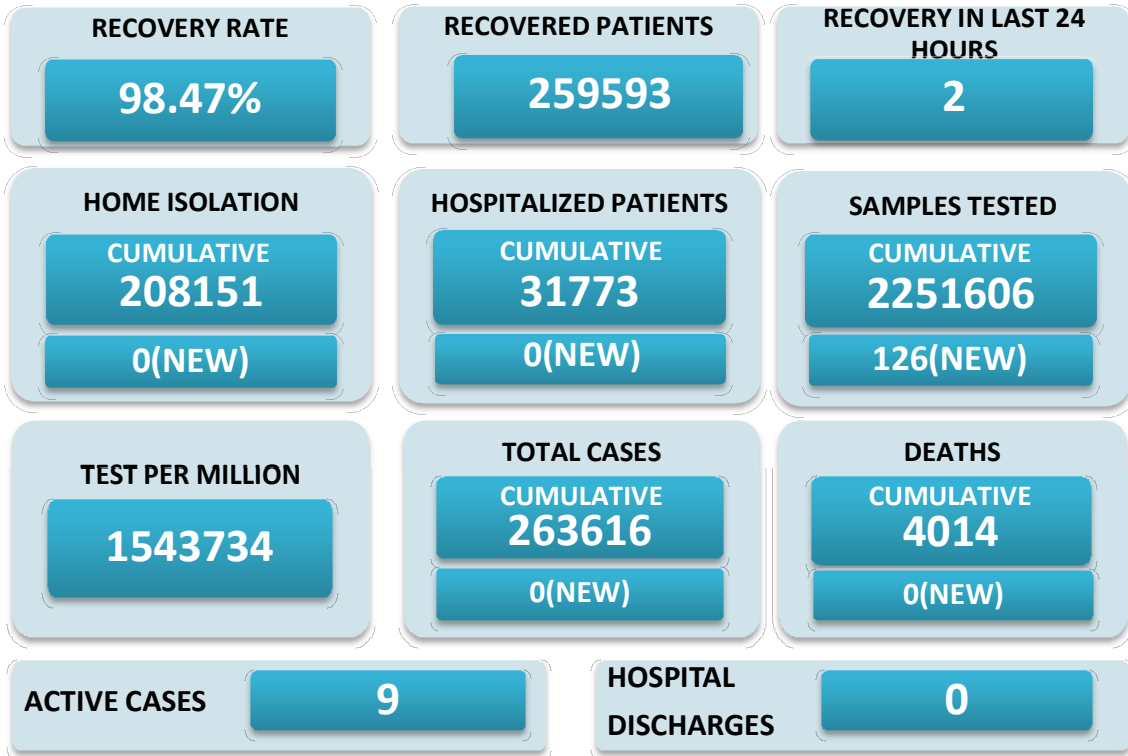 RECOVERY RATE
98.47%
RECOVERED PATIENTS
259593
RECOVERY IN LAST 24
HOURS
2
HOME ISOLATION
CUMULATIVE
208151
0(NEW)
HOSPITALIZED PATIENTS
CUMULATIVE
31773
0(NEW)
SAMPLES TESTED
CUMULATIVE
2251606
126(NEW)
TEST PER MILLION
1543734
TOTAL CASES
CUMULATIVE
263616
0(NEW)
DEATHS
CUMULATIVE
4014
0(NEW)
ACTIVE CASES
9
HOSPITAL
DISCHARGES
0